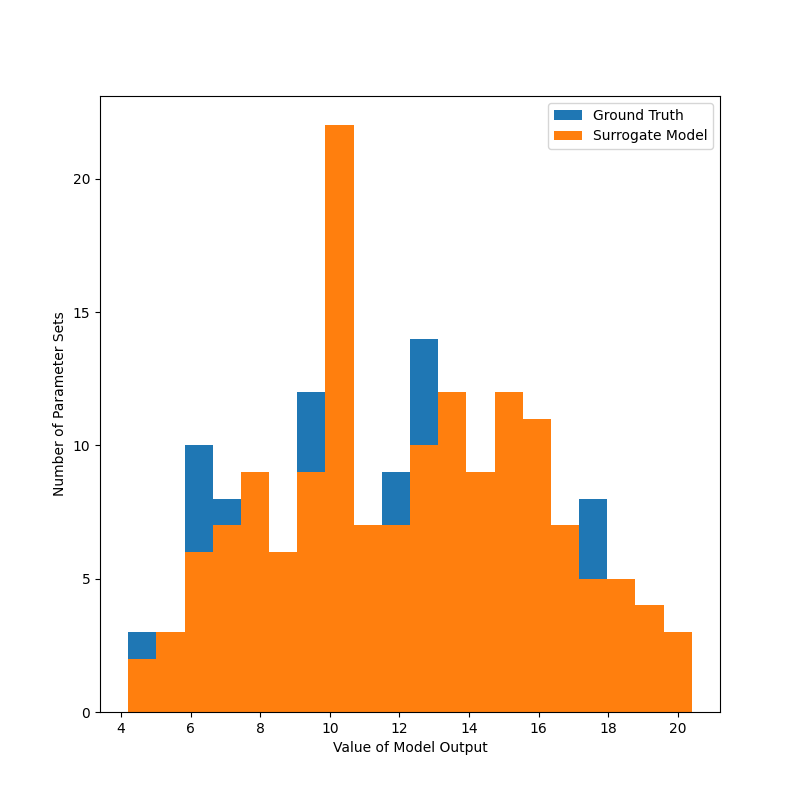 Ground Truth
Surrogate Model
20
15
10
5
0
4 6 8 10 12 14 16 18 20
Number of Parameter Sets
Value of Model Output